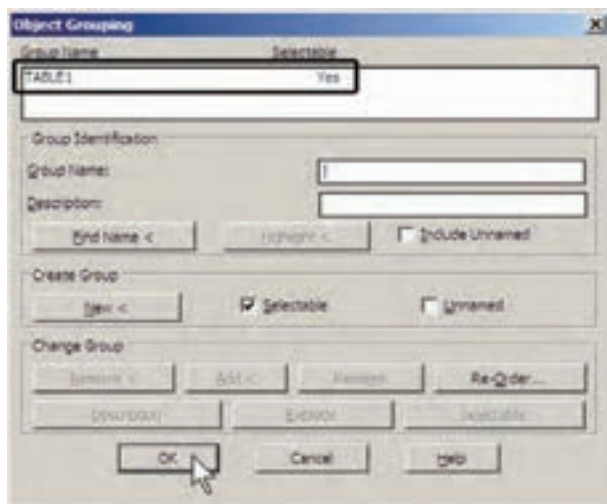 Object Grouping
Group Name Selectable
TABLE1 Yes
Group Identification
Group Name:
Description:
Find Name < Highlight < Include Unnamed
Create Group
New < Selectable Unnamed
Change Group
Remove < Add < Rename Re-Order...
Description Explode Selectable
OK Cancel Help